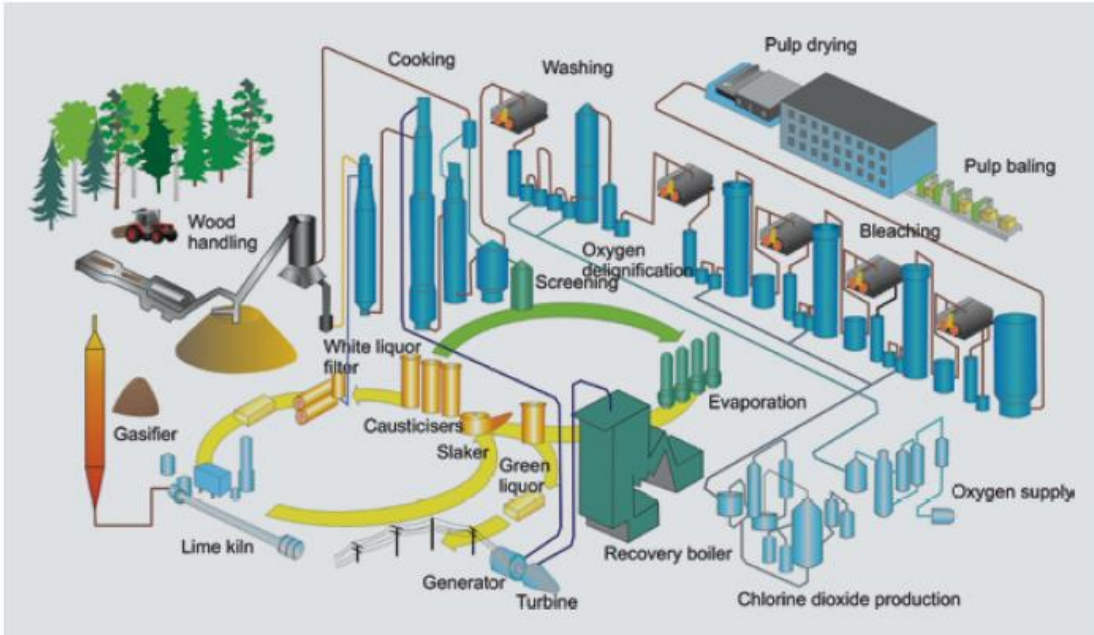 Pulp drying
Cooking
Washing
Pulp baling
Wood
handling
Bleaching
Oxygen
delignification
Screening
White liquor
filter
Evaporation
Causticisers
Gasifier
Slaker
Green
liquor
Oxygen supply
Lime kiln
Recovery boiler
Generator
Turbine
Chlorine dioxide production